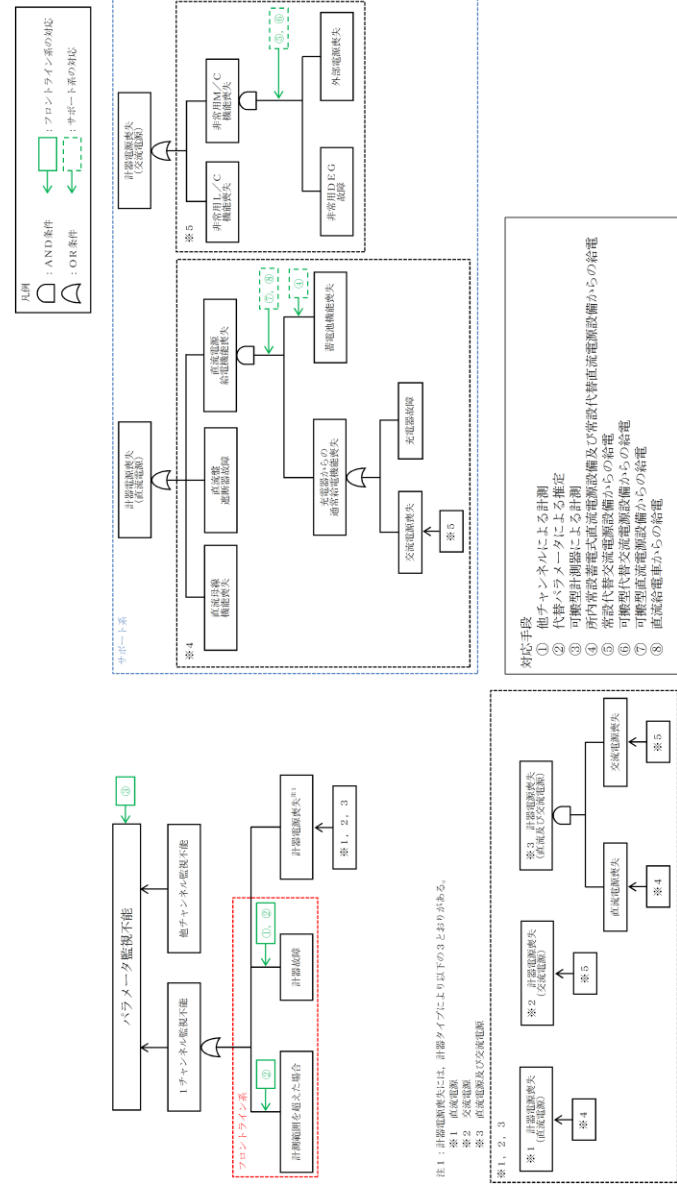 凡例
：AND条件
：OR条件
：フロントライン系の対応
：サポート系の対応
パラメータ監視不能
③
1チャンネル監視不能
他チャンネル監視不能
フロントライン系
②
①, ②
計測範囲を超えた場合
計器故障
計器電源喪失※1
※1, 2, 3
注1：計器電源喪失には，計器タイプにより以下の3とおりがある。
※1 直流電源
※2 交流電源
※3 直流電源及び交流電源
※1, 2, 3
※1 計器電源喪失
(直流電源)
※4
※2 計器電源喪失
(交流電源)
※5
※3 計器電源喪失
(直流及び交流電源)
直流電源喪失
交流電源喪失
※4
※5
サポート系
計器電源喪失
(直流電源)
※4
直流母線
機能喪失
直流盤
遮断器故障
直流電源
給電機能喪失
⑦, ⑧
④
充電器からの
通常給電機能喪失
蓄電池機能喪失
交流電源喪失
充電器故障
※5
計器電源喪失
(交流電源)
※5
非常用L／C
機能喪失
非常用M／C
機能喪失
⑤, ⑥
非常用DEG
故障
外部電源喪失
対応手段
① 他チャンネルによる計測
② 代替パラメータによる推定
③ 可搬型計測器による計測
④ 所内常設蓄電式直流電源設備及び常設代替直流電源設備からの給電
⑤ 常設代替交流電源設備からの給電
⑥ 可搬型代替交流電源設備からの給電
⑦ 可搬型直流電源設備からの給電
⑧ 直流給電車からの給電